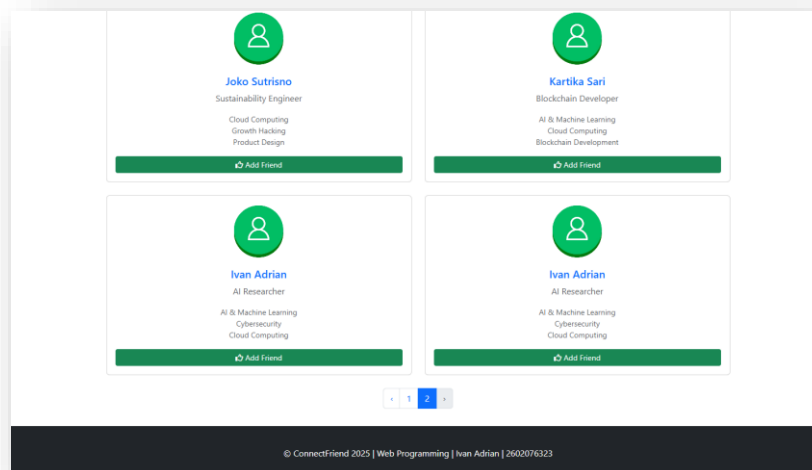 Joko Sutrisno
Sustainability Engineer
Cloud Computing
Growth Hacking
Product Design
Add Friend
Kartika Sari
Blockchain Developer
AI & Machine Learning
Cloud Computing
Blockchain Development
Add Friend
Ivan Adrian
AI Researcher
AI & Machine Learning
Cybersecurity
Cloud Computing
Add Friend
Ivan Adrian
AI Researcher
AI & Machine Learning
Cybersecurity
Cloud Computing
Add Friend
‹ 1 2 ›
© ConnectFriend 2025 | Web Programming | Ivan Adrian | 2602076323